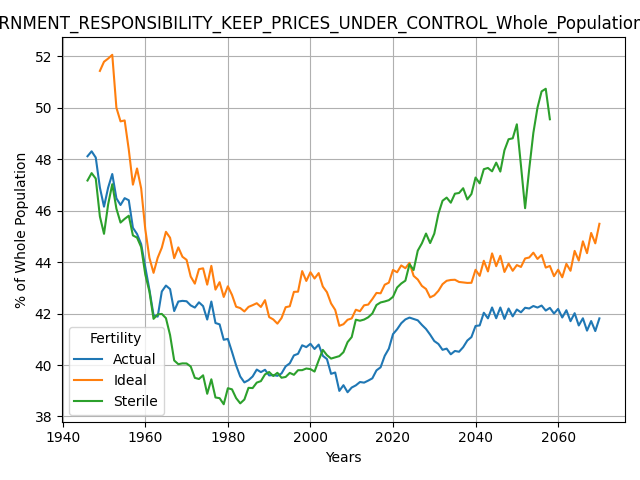 RNMENT_RESPONSIBILITY_KEEP_PRICES_UNDER_CONTROL_Whole_Population
52
50
48
46
44
42
40
38
% of Whole Population
Fertility
Actual
Ideal
Sterile
1940 1960 1980 2000 2020 2040 2060
Years